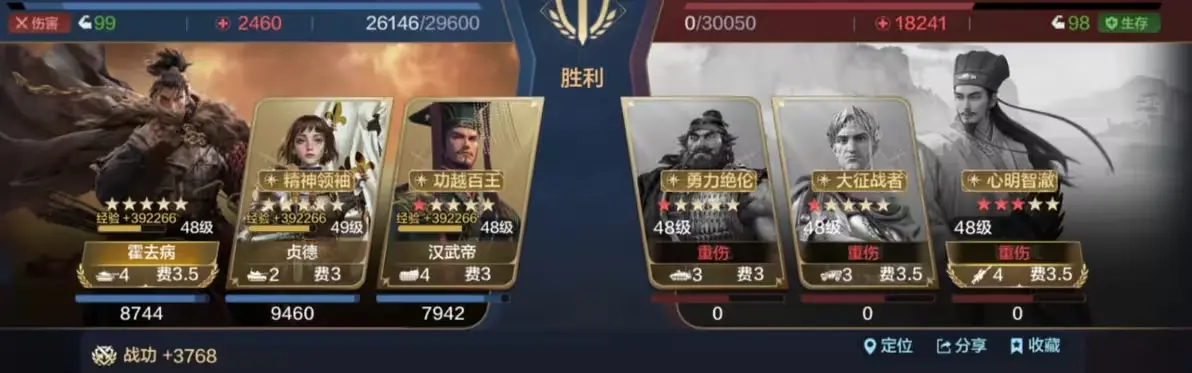 伤害 99 2460 26146/29600
0/30050 18241 98 生存
胜利
精神领袖 功越百王
勇力绝伦 大征战者 心明智澈
经验 +392266 经验 +392266 经验 +392266
48级 49级 48级
48级 48级 48级
霍去病 贞德 汉武帝
重伤 重伤 重伤
4 费3.5 2 费3 4 费3
3 费3 3 费3.5 4 费3.5
8744 9460 7942
0 0 0
战功 +3768
定位 分享 收藏